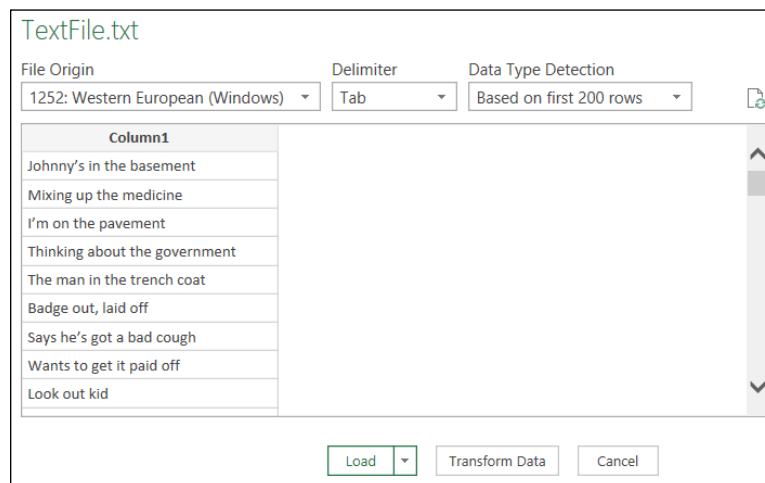 TextFile.txt
File Origin Delimiter Data Type Detection
1252: Western European (Windows) Tab Based on first 200 rows
Column1
Johnny’s in the basement
Mixing up the medicine
I’m on the pavement
Thinking about the government
The man in the trench coat
Badge out, laid off
Says he’s got a bad cough
Wants to get it paid off
Look out kid
Load Transform Data Cancel